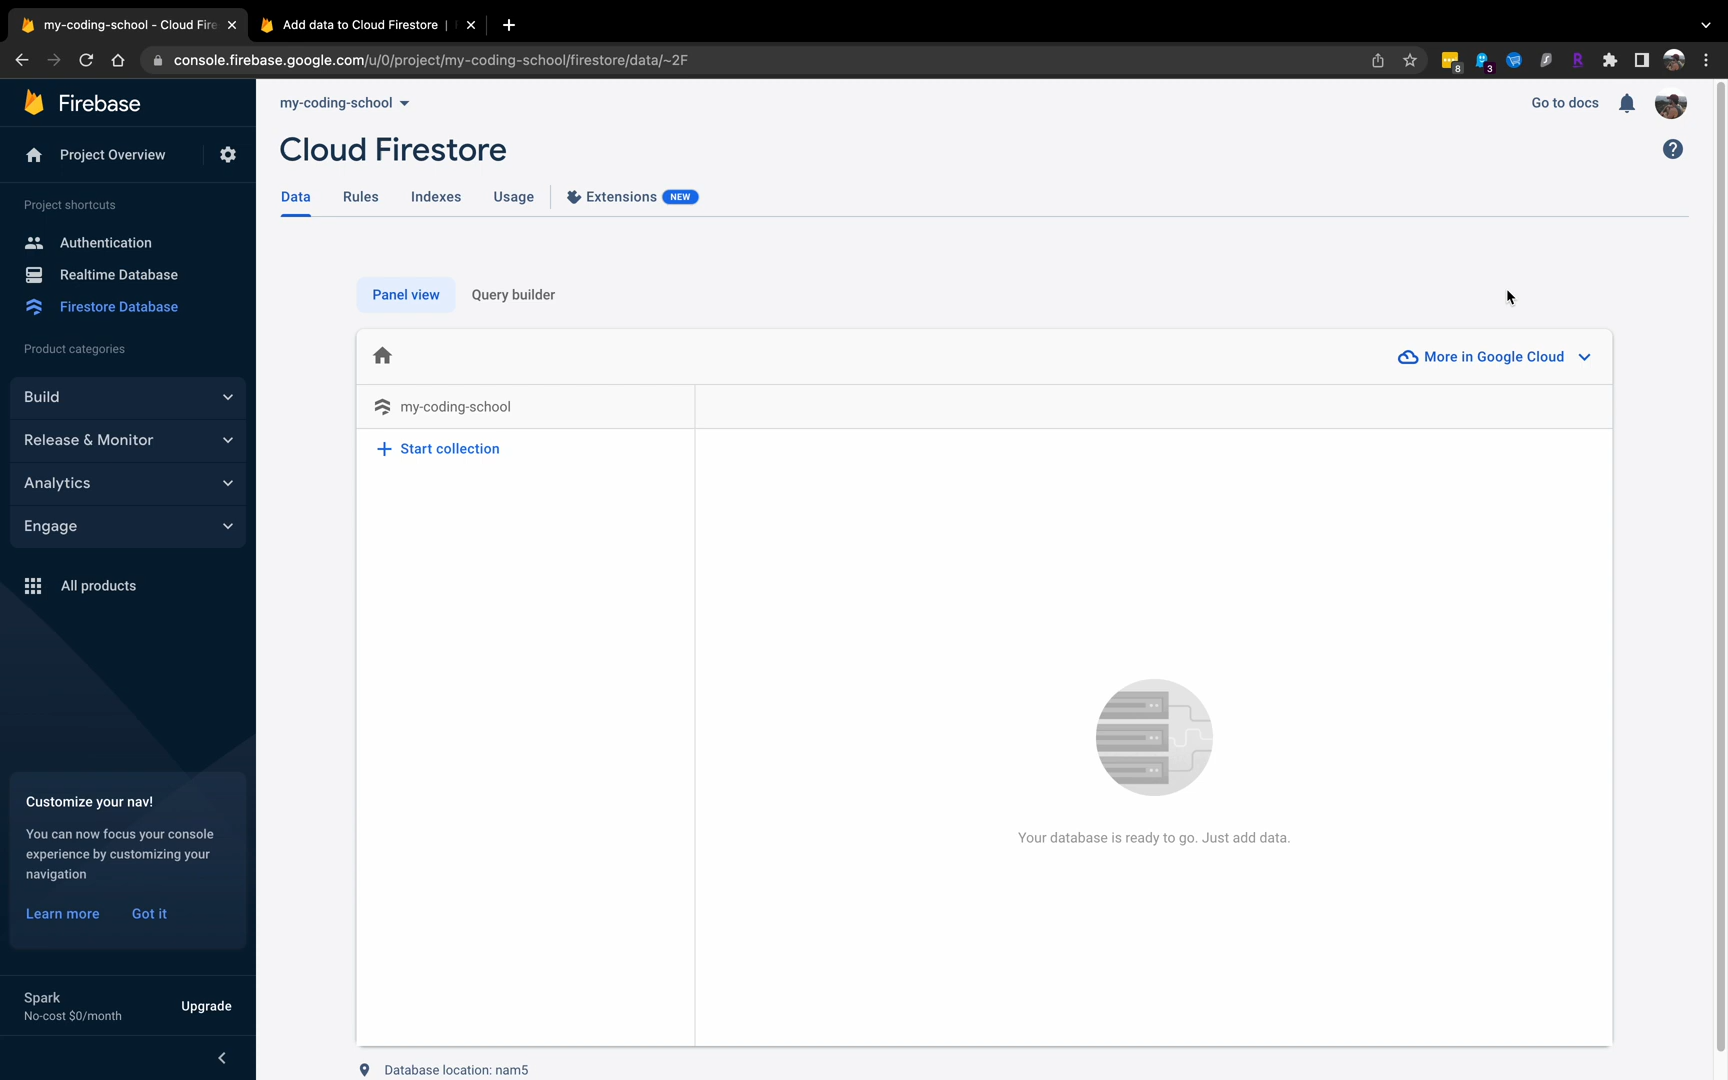 my-coding-school - Cloud Fire
Add data to Cloud Firestore |
console.firebase.google.com/u/0/project/my-coding-school/firestore/data/~2F
8
3
R
Firebase
Project Overview
Project shortcuts
Authentication
Realtime Database
Firestore Database
Product categories
Build
Release & Monitor
Analytics
Engage
All products
Customize your nav!
You can now focus your console
experience by customizing your
navigation
Learn more Got it
Spark
No-cost $0/month
Upgrade
my-coding-school
Go to docs
Cloud Firestore
?
Data Rules Indexes Usage Extensions NEW
Panel view Query builder
More in Google Cloud
my-coding-school
Start collection
Your database is ready to go. Just add data.
Database location: nam5